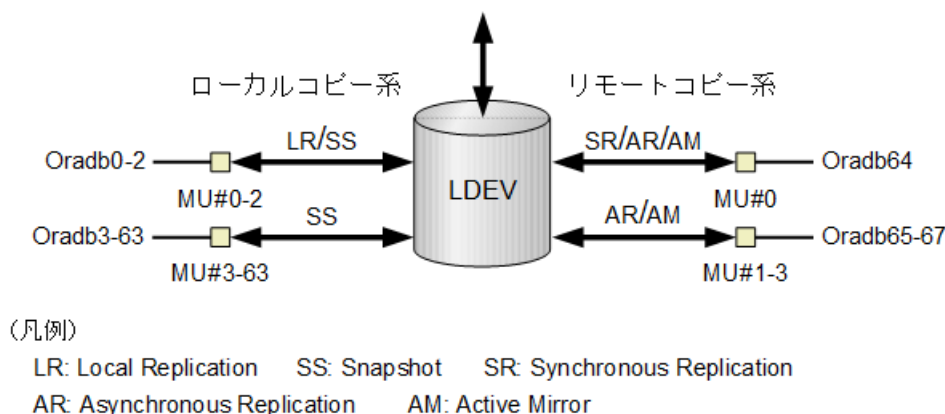 ローカルコピー系
リモートコピー系
Oradb0-2
LR/SS
SR/AR/AM
Oradb64
MU#0-2
LDEV
MU#0
Oradb3-63
SS
AR/AM
Oradb65-67
MU#3-63
MU#1-3
(凡例)
LR: Local Replication SS: Snapshot SR: Synchronous Replication
AR: Asynchronous Replication AM: Active Mirror